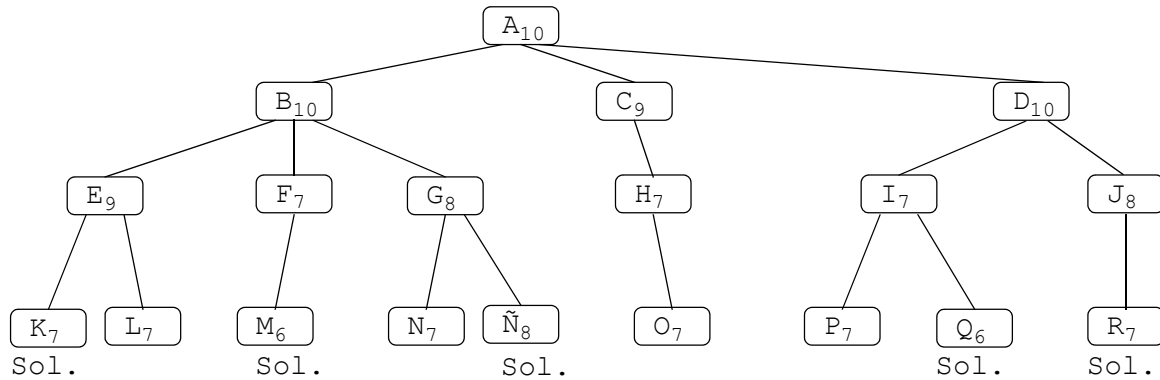 A₁₀
B₁₀ C₉ D₁₀
E₉ F₇ G₈ H₇ I₇ J₈
K₇ L₇ M₆ N₇ Ñ₈ O₇ P₇ Q₆ R₇
Sol. Sol. Sol. Sol. Sol.